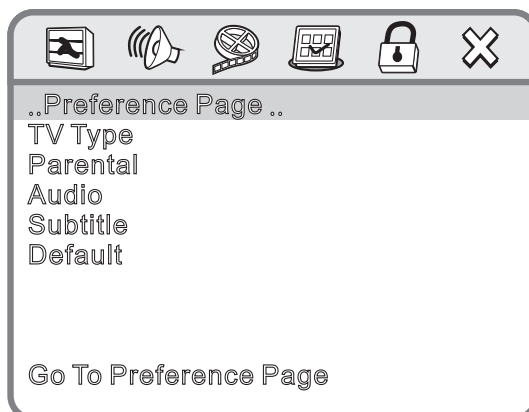 ..Preference Page ..
TV Type
Parental
Audio
Subtitle
Default
Go To Preference Page